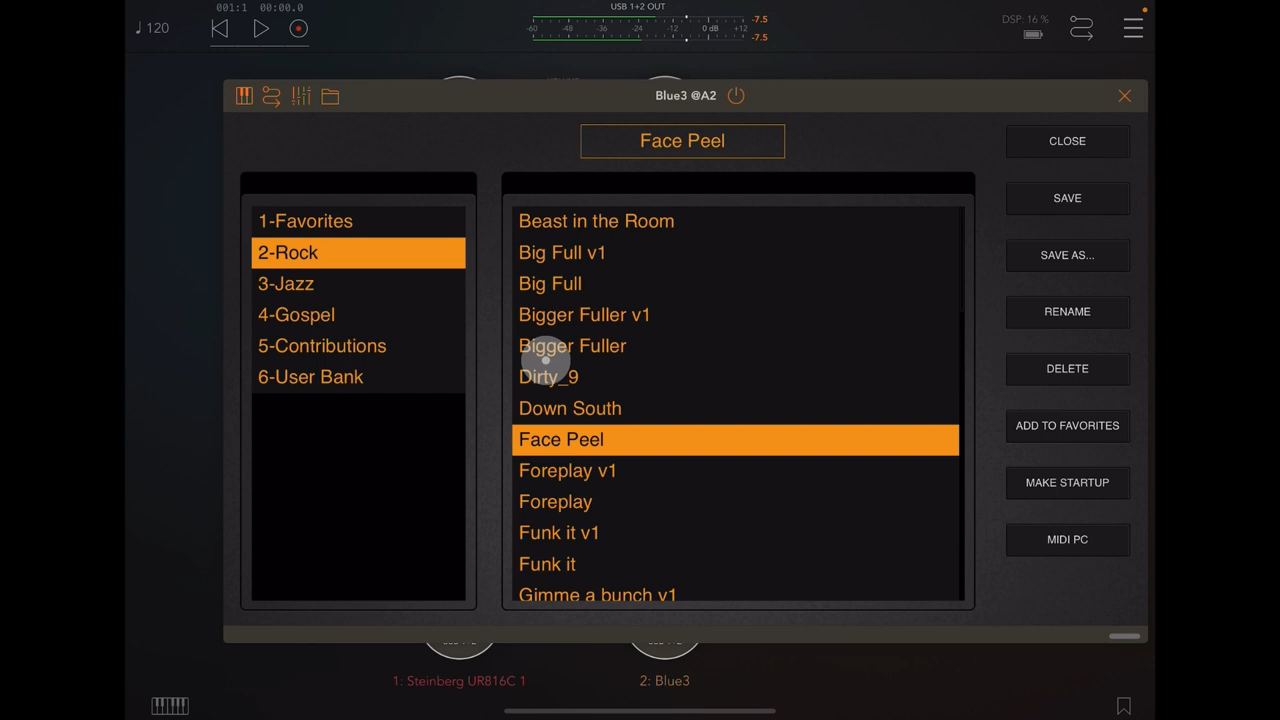 ♩ 120
001:1 00:00.0
USB 1+2 OUT
-60 -48 -36 -24 -12 0 dB +12
-7.5
-7.5
DSP: 16 %
Blue3 @A2
Face Peel
1-Favorites
2-Rock
3-Jazz
4-Gospel
5-Contributions
6-User Bank
Beast in the Room
Big Full v1
Big Full
Bigger Fuller v1
Bigger Fuller
Dirty_9
Down South
Face Peel
Foreplay v1
Foreplay
Funk it v1
Funk it
Gimme a bunch v1
CLOSE
SAVE
SAVE AS...
RENAME
DELETE
ADD TO FAVORITES
MAKE STARTUP
MIDI PC
1: Steinberg UR816C 1
2: Blue3